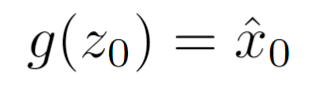 g(z₀) = x̂₀